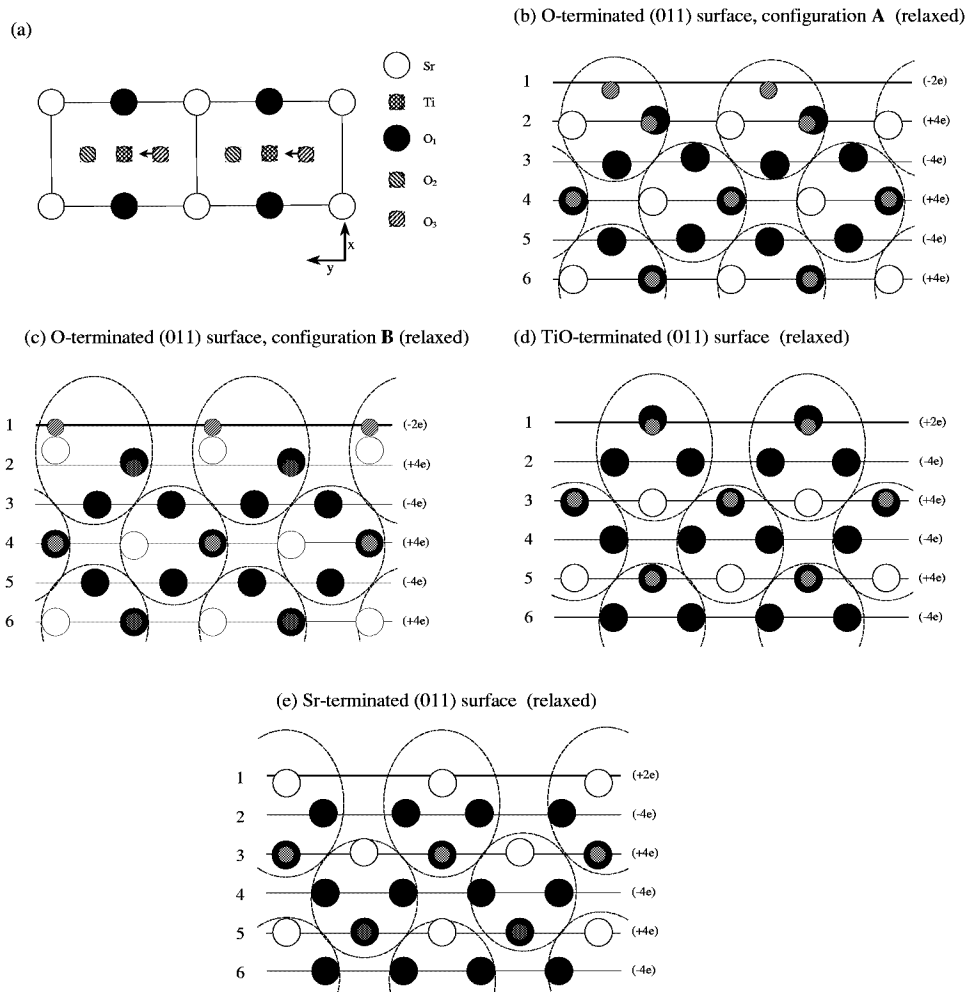 (a)
Sr
Ti
O₁
O₂
O₃
x
y
(b) O-terminated (011) surface, configuration A (relaxed)
1 (-2e)
2 (+4e)
3 (-4e)
4 (+4e)
5 (-4e)
6 (+4e)
(c) O-terminated (011) surface, configuration B (relaxed)
1 (-2e)
2 (+4e)
3 (-4e)
4 (+4e)
5 (-4e)
6 (+4e)
(d) TiO-terminated (011) surface (relaxed)
1 (+2e)
2 (-4e)
3 (+4e)
4 (-4e)
5 (+4e)
6 (-4e)
(e) Sr-terminated (011) surface (relaxed)
1 (+2e)
2 (-4e)
3 (+4e)
4 (-4e)
5 (+4e)
6 (-4e)